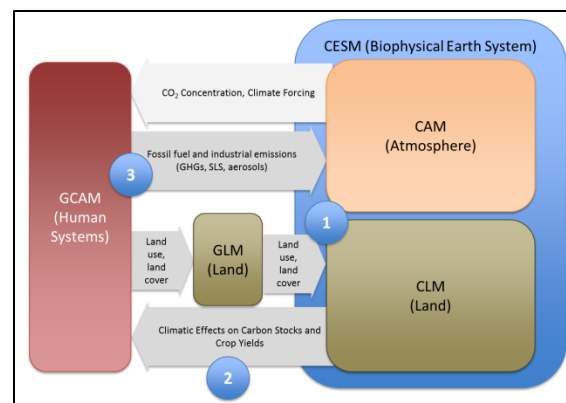 CESM (Biophysical Earth System)
CO₂ Concentration, Climate Forcing
CAM
(Atmosphere)
Fossil fuel and industrial emissions
(GHGs, SLS, aerosols)
3
GCAM
(Human
Systems)
1
Land
use,
land
cover
GLM
(Land)
Land
use,
land
cover
CLM
(Land)
Climatic Effects on Carbon Stocks and
Crop Yields
2